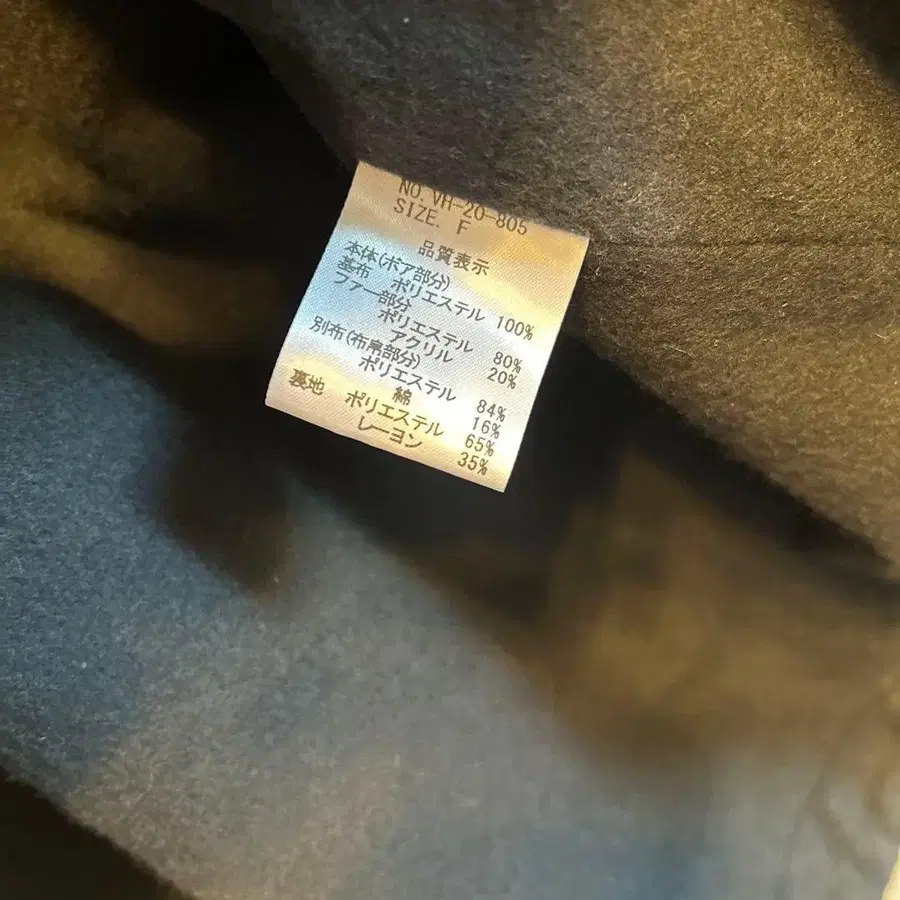 NO. VH-20-805
SIZE. F
品質表示
本体(ボア部分)
基布 ポリエステル 100%
ファー部分
ポリエステル 80%
アクリル 20%
別布(布帛部分)
ポリエステル 84%
綿 16%
裏地 ポリエステル 65%
レーヨン 35%